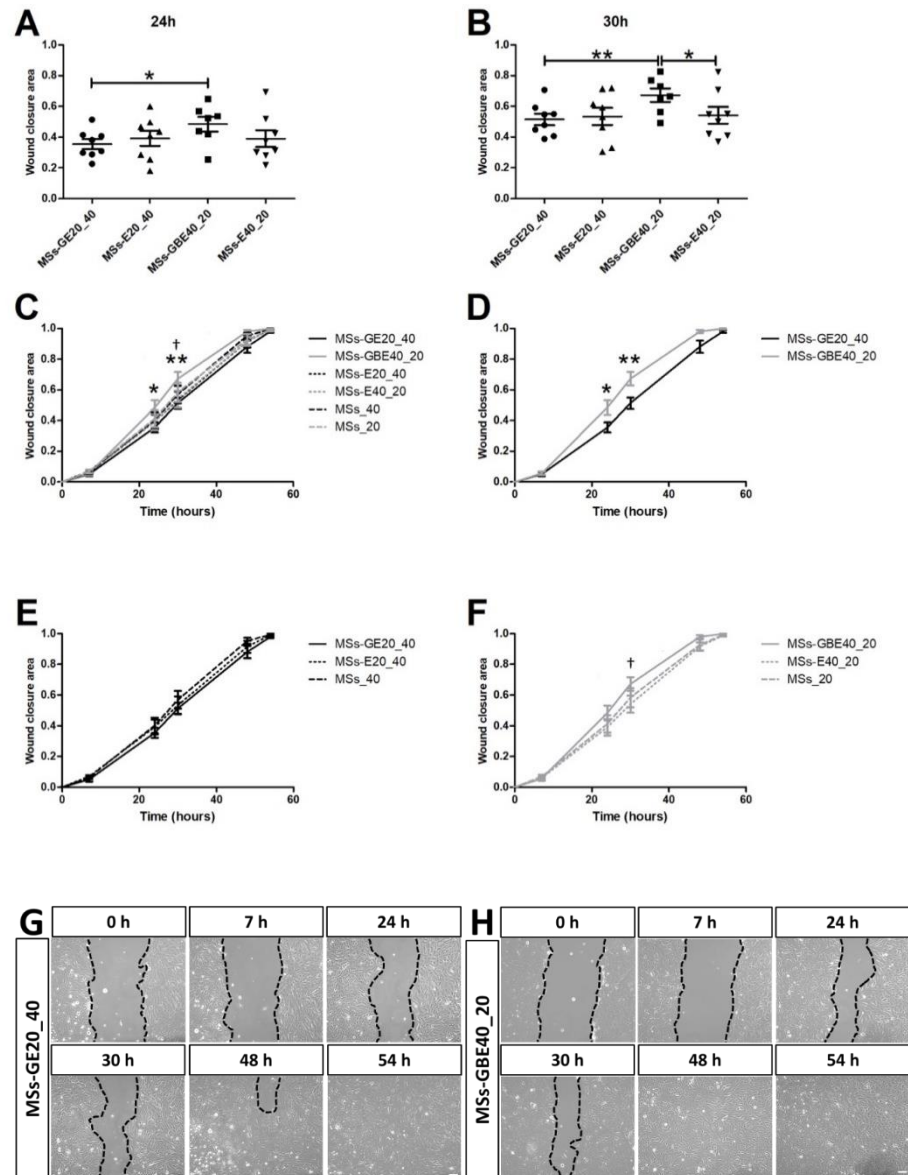 A
24h
*
Wound closure area
1.0
0.8
0.6
0.4
0.2
0.0
MSs-GE20_40
MSs-E20_40
MSs-GBE40_20
MSs-E40_20
B
30h
**
*
Wound closure area
1.0
0.8
0.6
0.4
0.2
0.0
MSs-GE20_40
MSs-E20_40
MSs-GBE40_20
MSs-E40_20
C
Wound closure area
1.0
0.8
0.6
0.4
0.2
0.0
†
**
*
0 20 40 60
Time (hours)
MSs-GE20_40
MSs-GBE40_20
MSs-E20_40
MSs-E40_20
MSs_40
MSs_20
D
Wound closure area
1.0
0.8
0.6
0.4
0.2
0.0
**
*
0 20 40 60
Time (hours)
MSs-GE20_40
MSs-GBE40_20
E
Wound closure area
1.0
0.8
0.6
0.4
0.2
0.0
0 20 40 60
Time (hours)
MSs-GE20_40
MSs-E20_40
MSs_40
F
Wound closure area
1.0
0.8
0.6
0.4
0.2
0.0
†
0 20 40 60
Time (hours)
MSs-GBE40_20
MSs-E40_20
MSs_20
G
MSs-GE20_40
0 h 7 h 24 h
30 h 48 h 54 h
H
MSs-GBE40_20
0 h 7 h 24 h
30 h 48 h 54 h